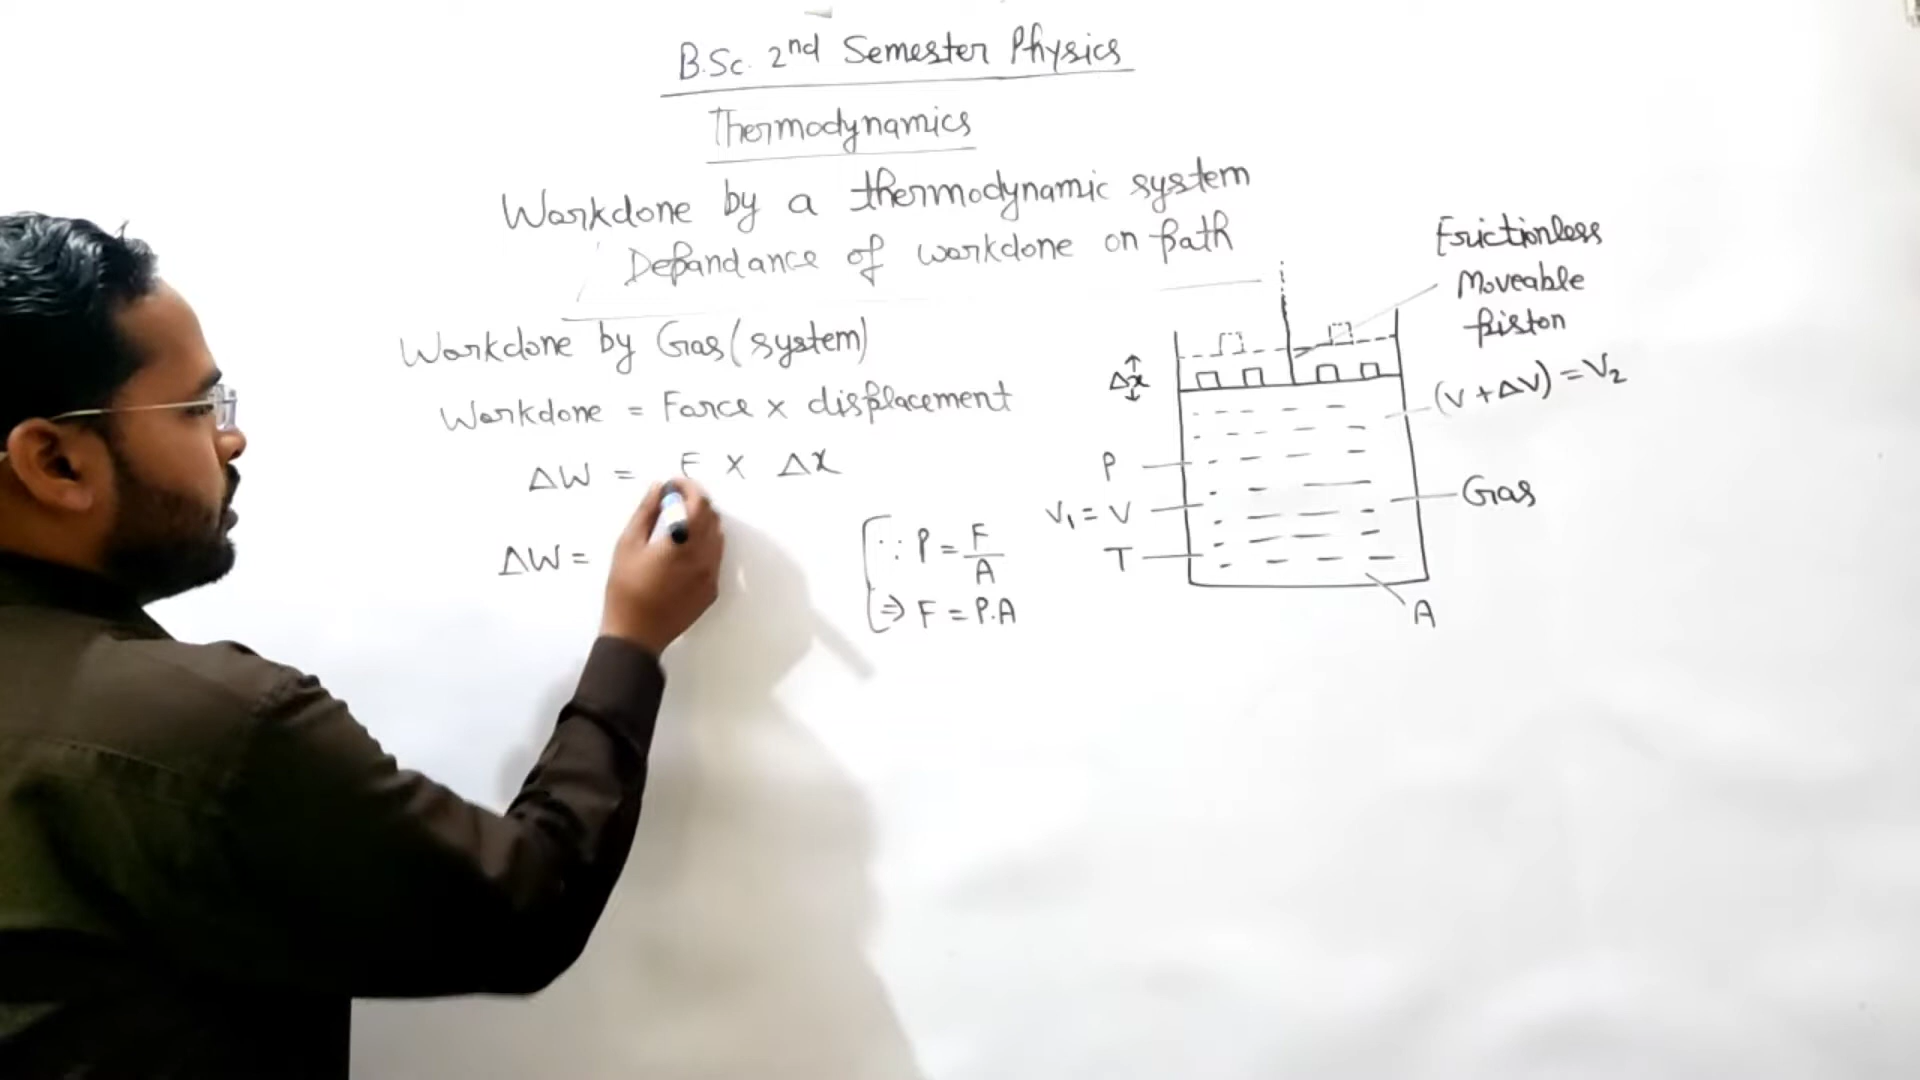 B.Sc. 2nd Semester Physics
Thermodynamics
Workdone by a thermodynamic system
Depandance of workdone on path
Workdone by Gas (system)
Workdone = Force × displacement
ΔW = F × Δx
ΔW =
∵ P = F/A
⇒ F = P.A
Frictionless
Moveable
piston
Δx
(V + ΔV) = V₂
P
V₁ = V
T
Gas
A